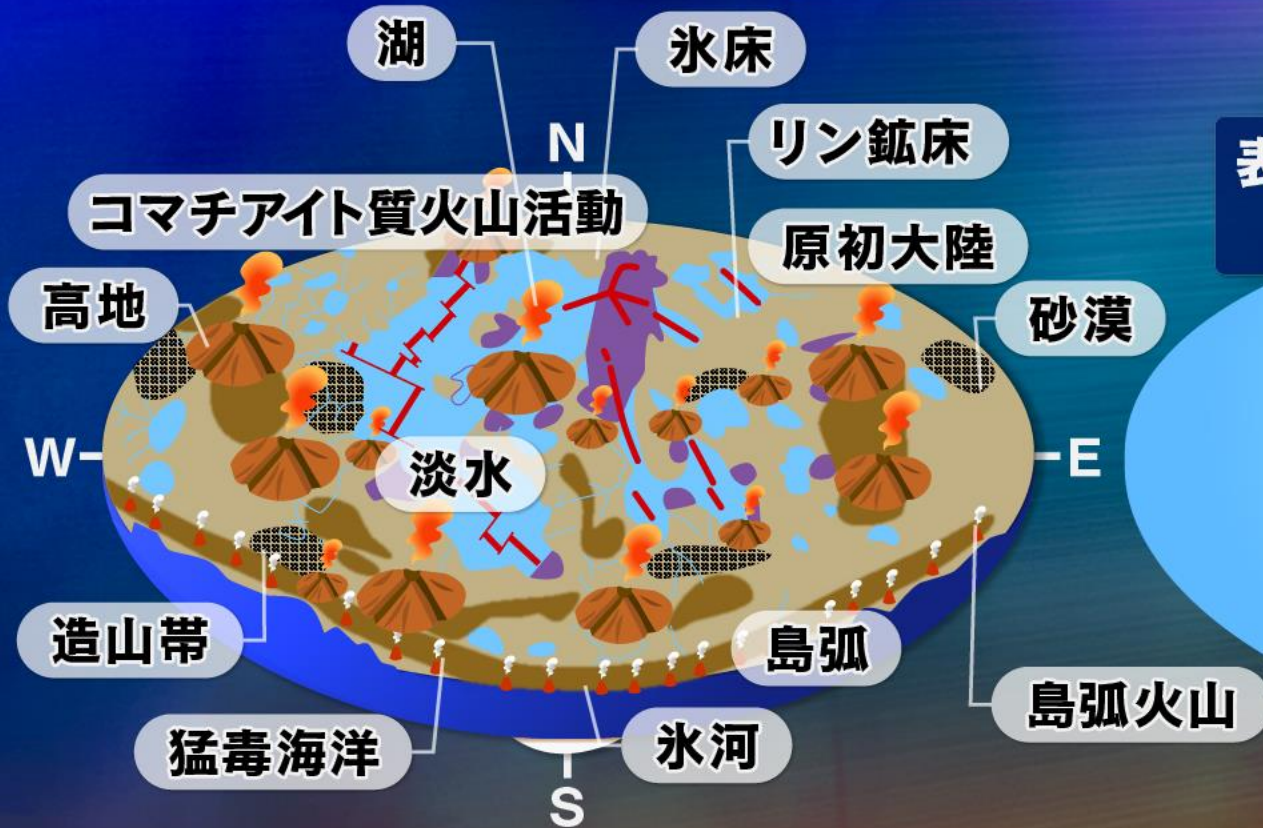 湖
氷床
N
リン鉱床
コマチアイト質火山活動
原初大陸
高地
砂漠
W
E
淡水
造山帯
島弧
島弧火山
猛毒海洋
氷河
S
表